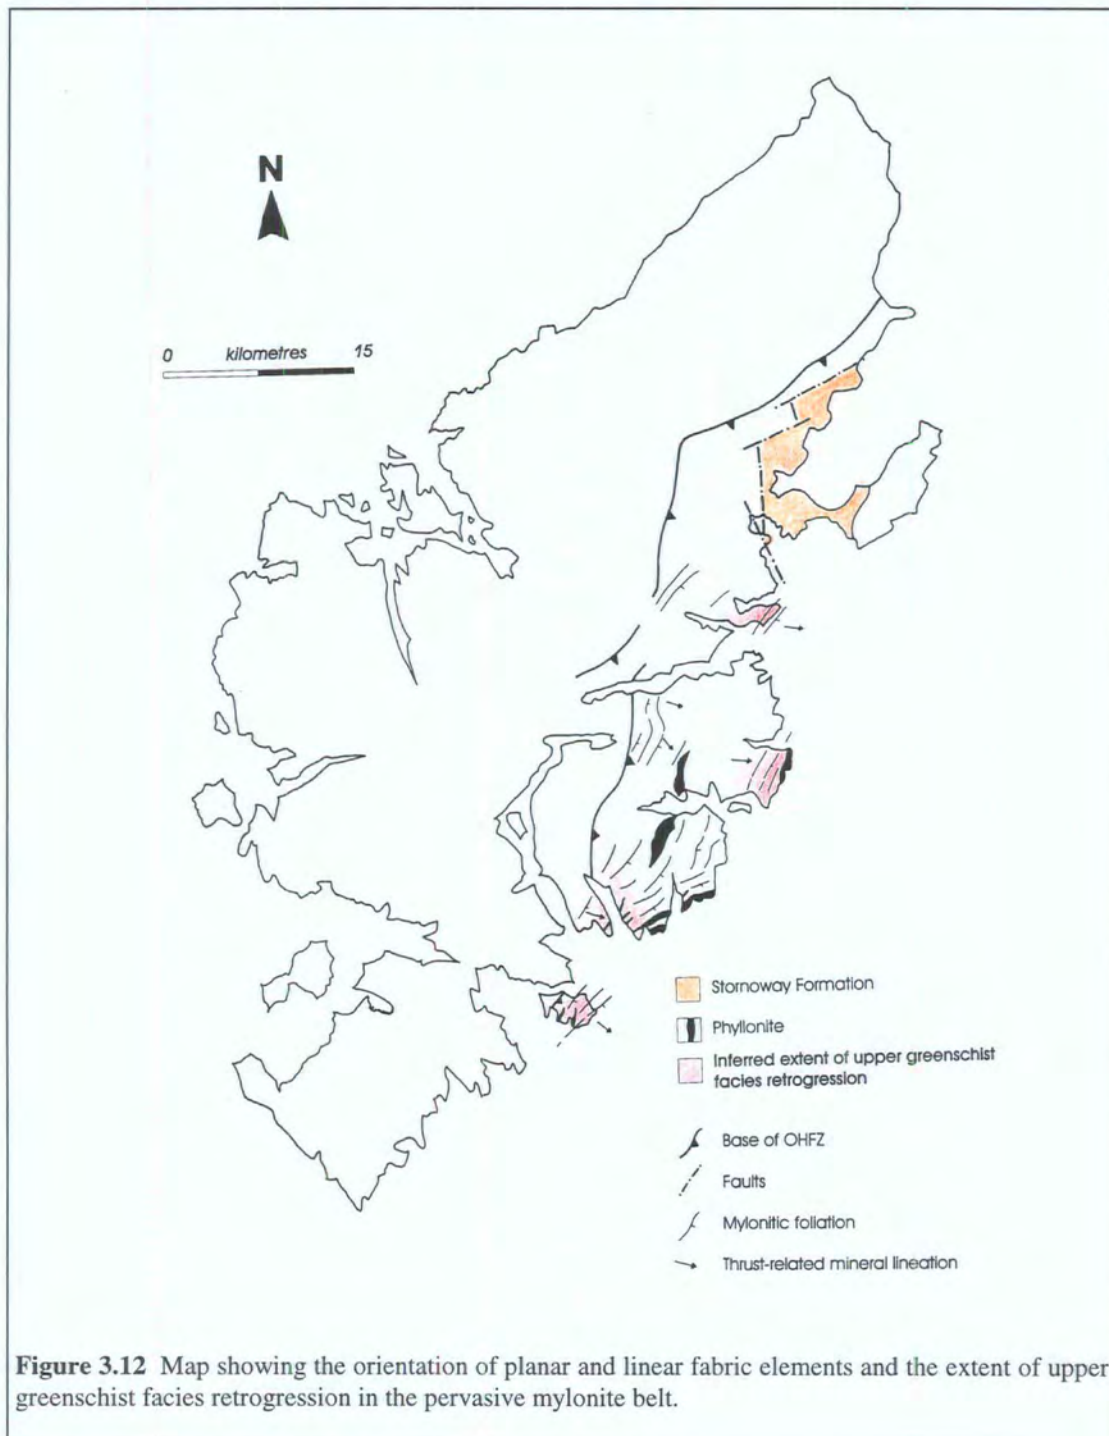 N
0 kilometres 15
Stornoway Formation
Phyllonite
Inferred extent of upper greenschist
facies retrogression
Base of OHFZ
Faults
Mylonitic foliation
Thrust-related mineral lineation
Figure 3.12 Map showing the orientation of planar and linear fabric elements and the extent of upper
greenschist facies retrogression in the pervasive mylonite belt.